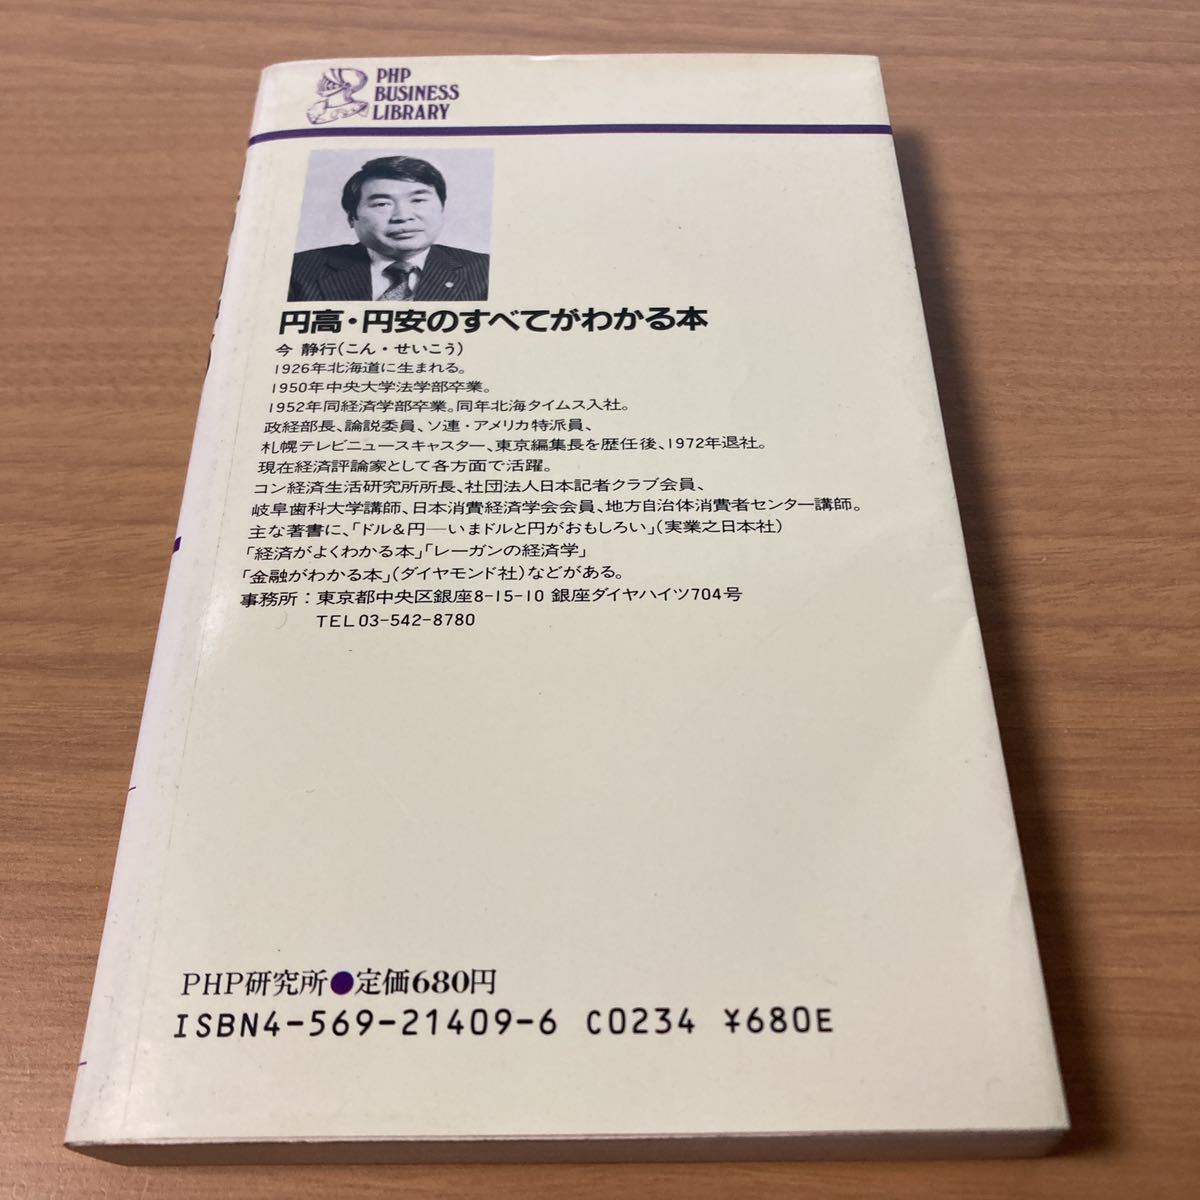 PHP
BUSINESS
LIBRARY
円高・円安のすべてがわかる本
今 静行(こん・せいこう)
1926年北海道に生まれる。
1950年中央大学法学部卒業。
1952年同経済学部卒業。同年北海タイムス入社。
政経部長、論説委員、ソ連・アメリカ特派員、
札幌テレビニュースキャスター、東京編集長を歴任後、1972年退社。
現在経済評論家として各方面で活躍。
コン経済生活研究所所長、社団法人日本記者クラブ会員、
岐阜歯科大学講師、日本消費経済学会会員、地方自治体消費者センター講師。
主な著書に、「ドル&円―いまドルと円がおもしろい」(実業之日本社)
「経済がよくわかる本」「レーガンの経済学」
「金融がわかる本」(ダイヤモンド社)などがある。
事務所：東京都中央区銀座8-15-10 銀座ダイヤハイツ704号
TEL03-542-8780
PHP研究所●定価680円
ISBN4-569-21409-6 C0234 ¥680E